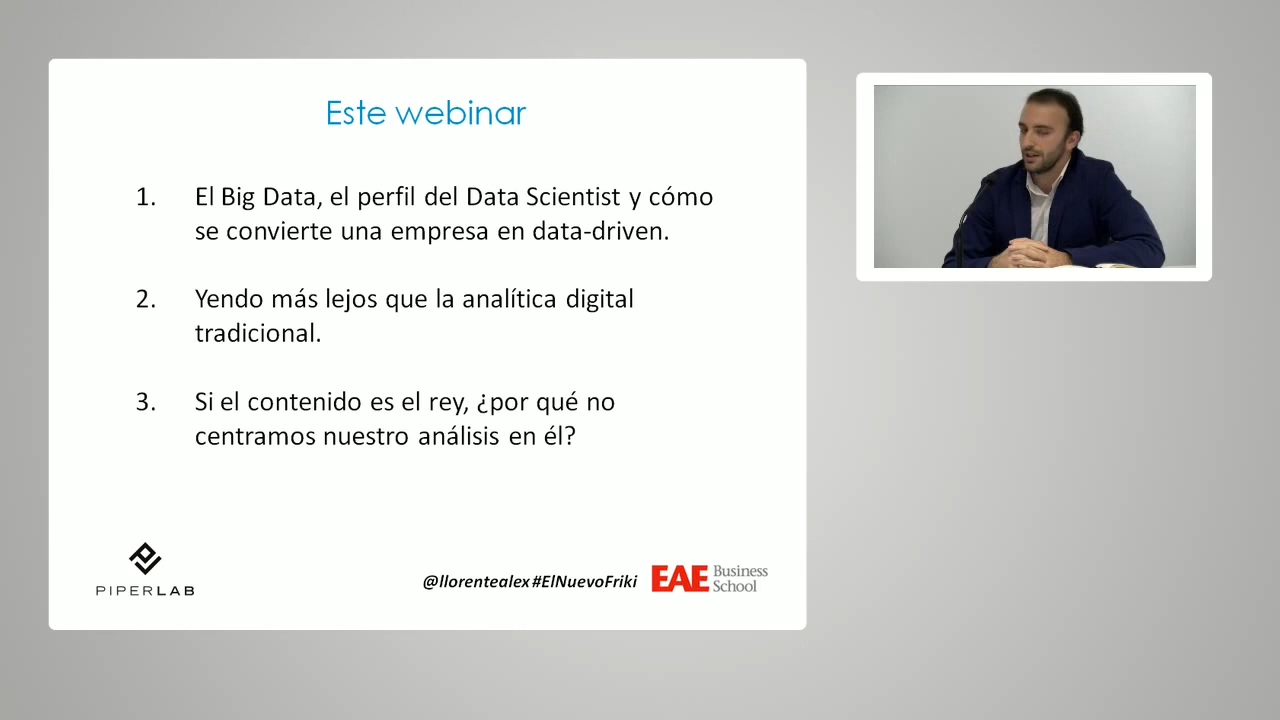 Este webinar
1. El Big Data, el perfil del Data Scientist y cómo
se convierte una empresa en data-driven.
2. Yendo más lejos que la analítica digital
tradicional.
3. Si el contenido es el rey, ¿por qué no
centramos nuestro análisis en él?
PIPERLAB
@llorentealex #ElNuevoFriki
EAE Business
School